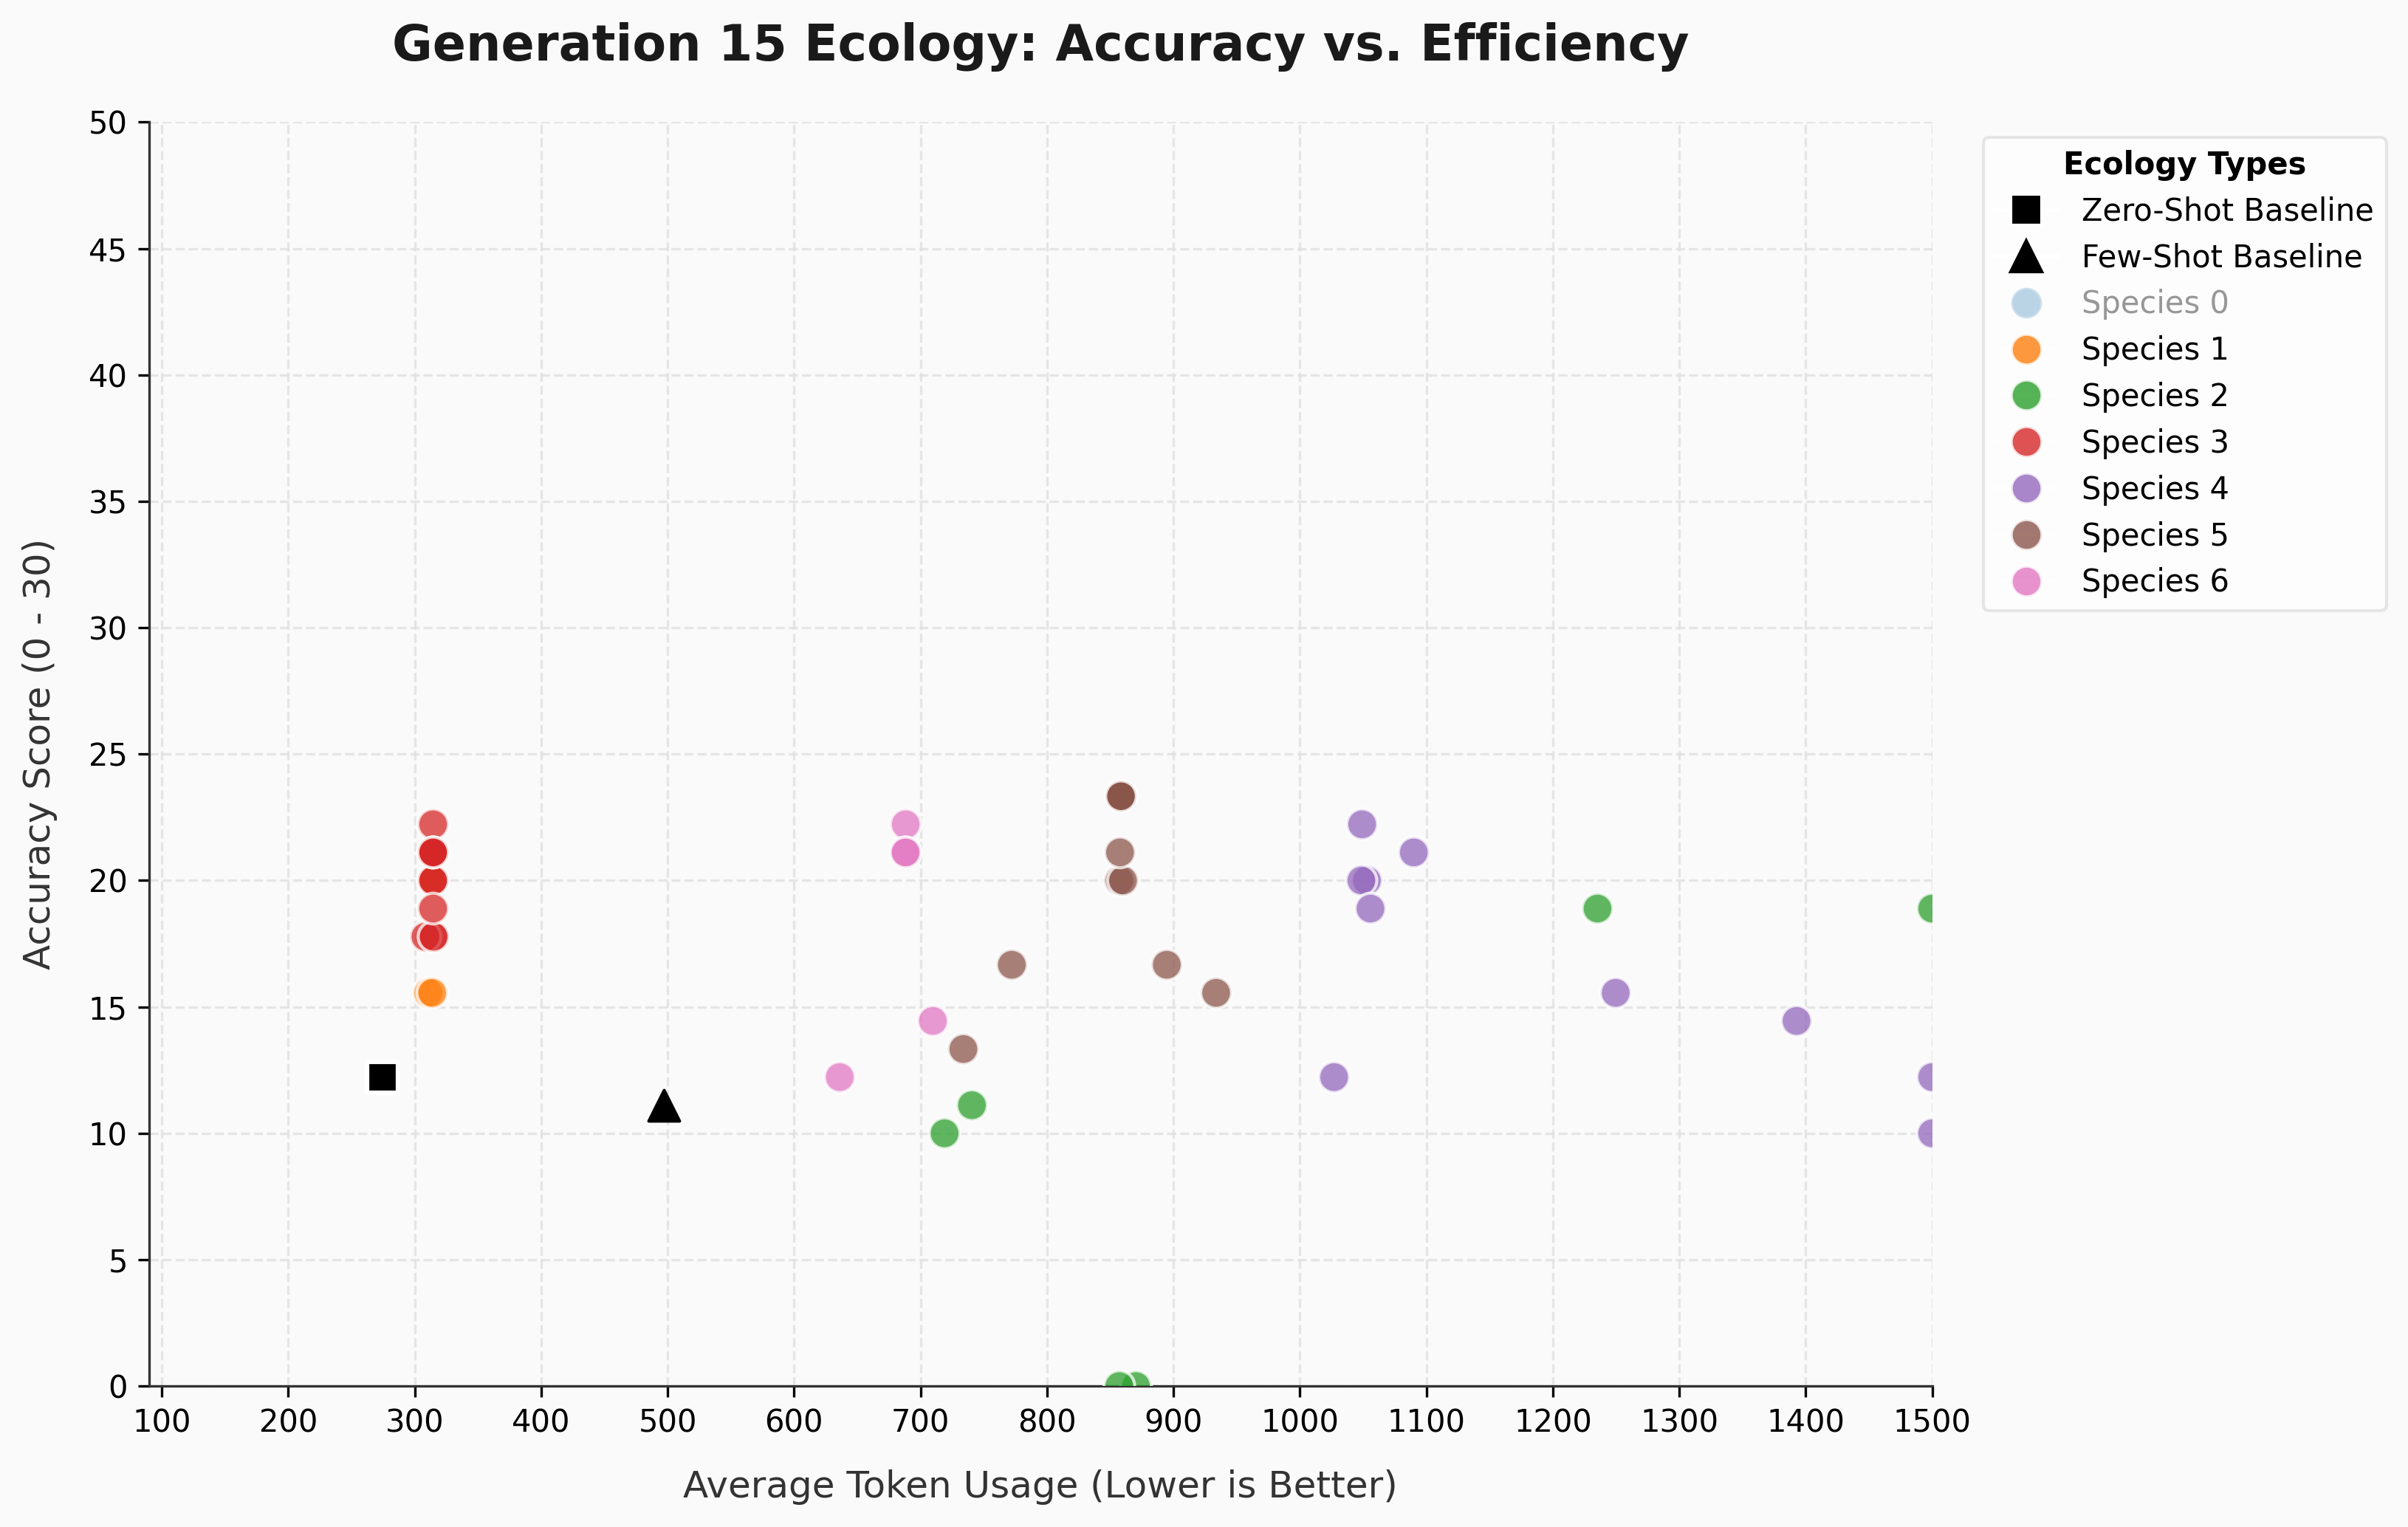 Generation 15 Ecology: Accuracy vs. Efficiency
Accuracy Score (0 - 30)
50
45
40
35
30
25
20
15
10
5
0
100 200 300 400 500 600 700 800 900 1000 1100 1200 1300 1400 1500
Average Token Usage (Lower is Better)
Ecology Types
Zero-Shot Baseline
Few-Shot Baseline
Species 0
Species 1
Species 2
Species 3
Species 4
Species 5
Species 6